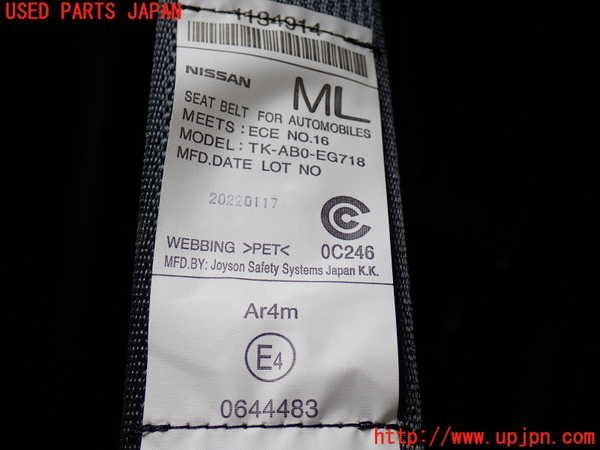 USED PARTS JAPAN
1134914
NISSAN ML
SEAT BELT FOR AUTOMOBILES
MEETS: ECE NO.16
MODEL: TK-AB0-EG718
MFD.DATE LOT NO
20220117
0C246
WEBBING >PET<
MFD.BY: Joyson Safety Systems Japan K.K.
Ar4m
E4
0644483
http://www.upjpn.com